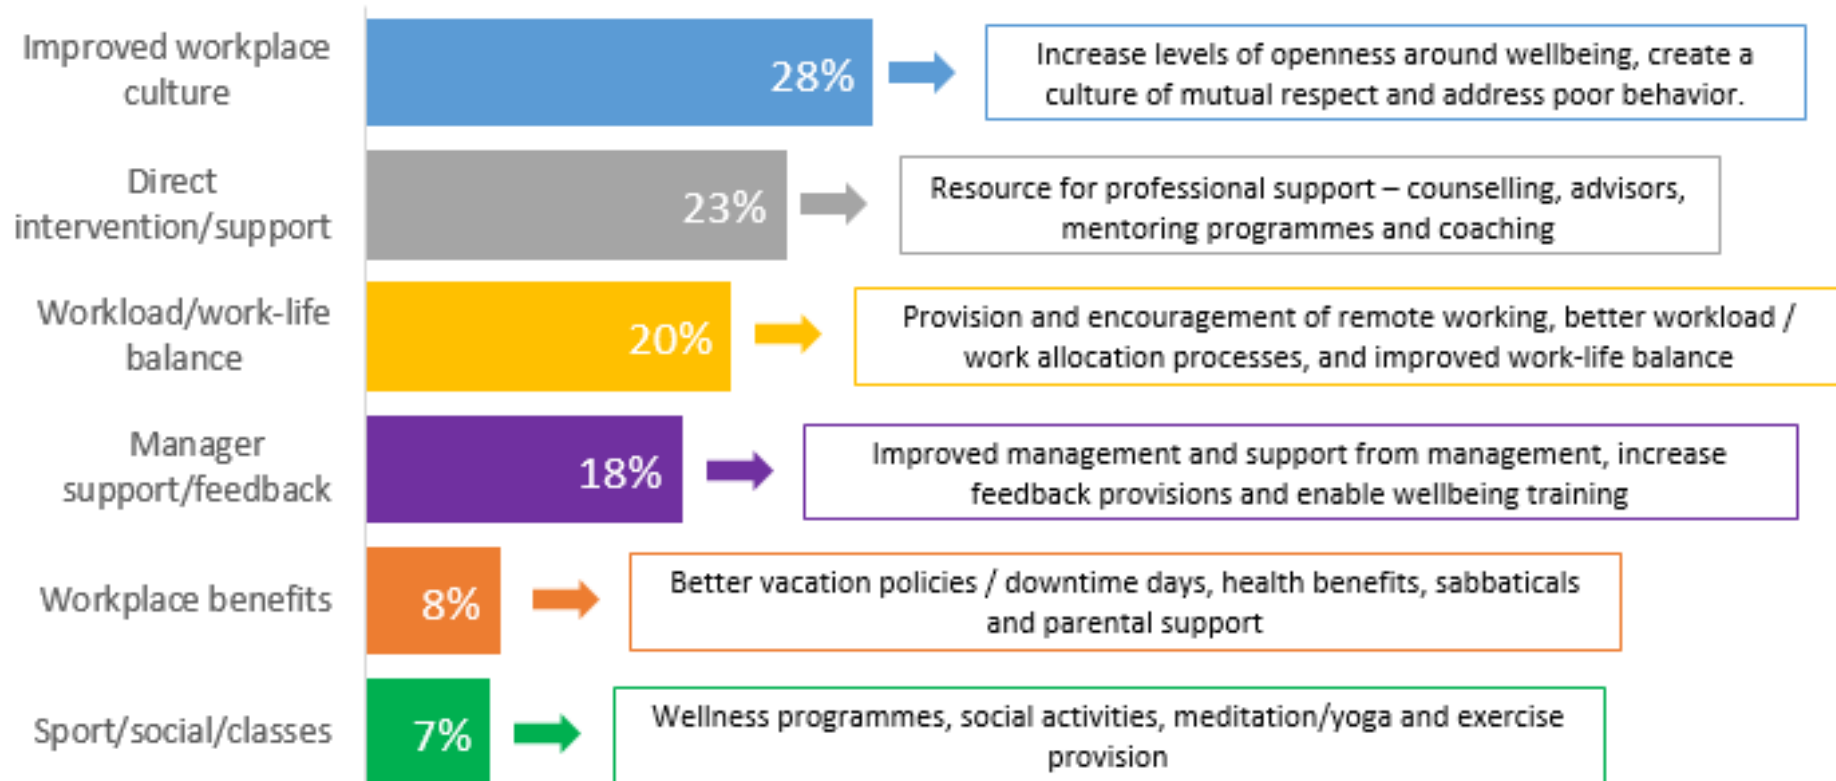 Improved workplace
culture
28%
Increase levels of openness around wellbeing, create a
culture of mutual respect and address poor behavior.
Direct
intervention/support
23%
Resource for professional support – counselling, advisors,
mentoring programmes and coaching
Workload/work-life
balance
20%
Provision and encouragement of remote working, better workload /
work allocation processes, and improved work-life balance
Manager
support/feedback
18%
Improved management and support from management, increase
feedback provisions and enable wellbeing training
Workplace benefits
8%
Better vacation policies / downtime days, health benefits, sabbaticals
and parental support
Sport/social/classes
7%
Wellness programmes, social activities, meditation/yoga and exercise
provision